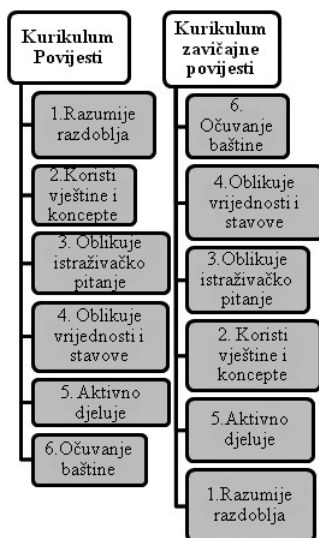 Kurikulum
Povijesti
1.Razumije
razdoblja
2.Koristi
vještine i
koncepte
3. Oblikuje
istraživačko
pitanje
4. Oblikuje
vrijednosti i
stavove
5. Aktivno
djeluje
6.Očuvanje
baštine
Kurikulum
zavičajne
povijesti
6.
Očuvanje
baštine
4.Oblikuje
vrijednosti i
stavove
3.Oblikuje
istraživačko
pitanje
2. Koristi
vještine i
koncepte
5.Aktivno
djeluje
1.Razumije
razdoblja